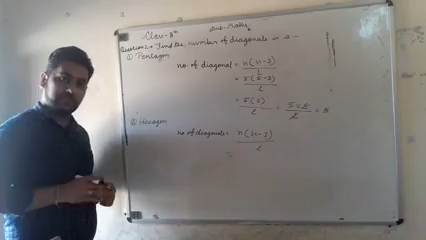 Class-8th Sub. Maths
Question 2. Find the number of diagonals in a -
① Pentagon
no. of diagonal = n(n-3)/2
= 5(5-3)/2
= 5(2)/2 = 5×2/2 = 5
② Hexagon
no of diagonals = n(n-3)/2